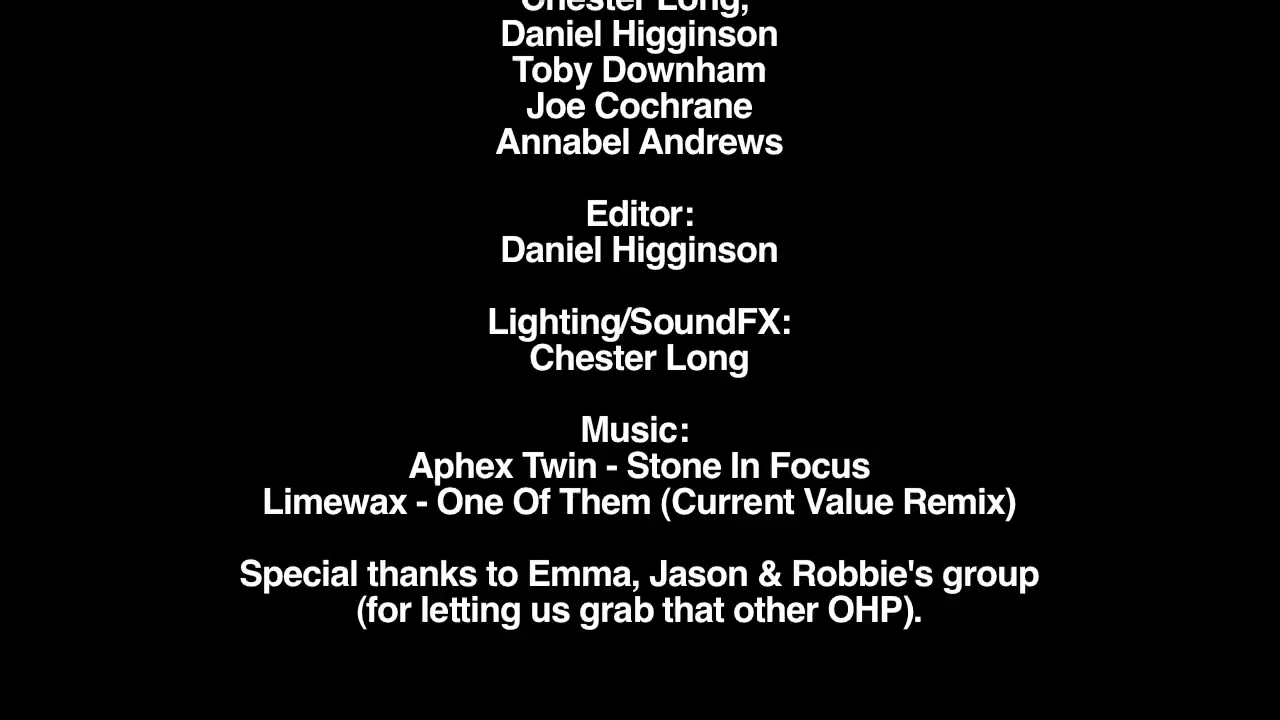 Chester Long,
Daniel Higginson
Toby Downham
Joe Cochrane
Annabel Andrews
Editor:
Daniel Higginson
Lighting/SoundFX:
Chester Long
Music:
Aphex Twin - Stone In Focus
Limewax - One Of Them (Current Value Remix)
Special thanks to Emma, Jason & Robbie's group
(for letting us grab that other OHP).